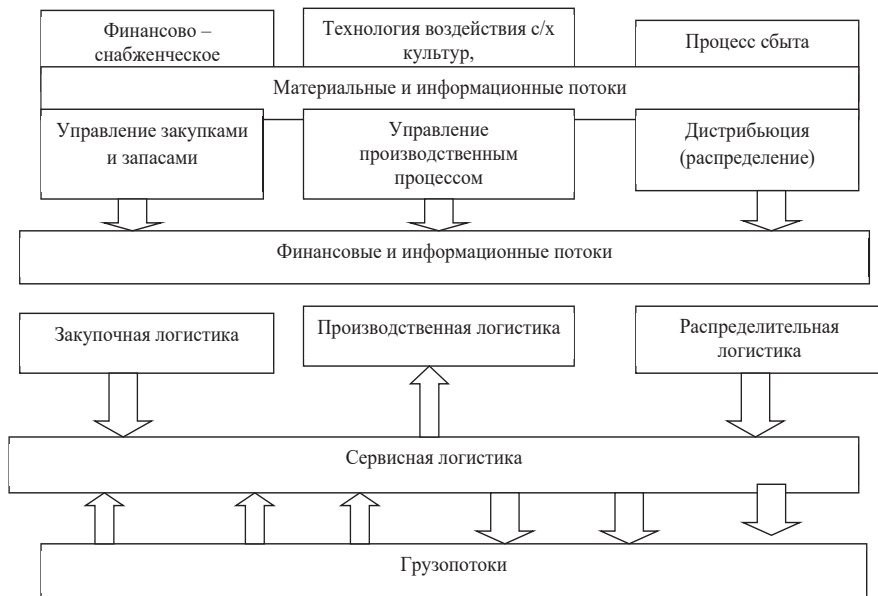 Финансово –
снабженческое
Технология воздействия с/х
культур,
Процесс сбыта
Материальные и информационные потоки
Управление закупками
и запасами
Управление
производственным
процессом
Дистрибьюция
(распределение)
Финансовые и информационные потоки
Закупочная логистика
Производственная логистика
Распределительная
логистика
Сервисная логистика
Грузопотоки